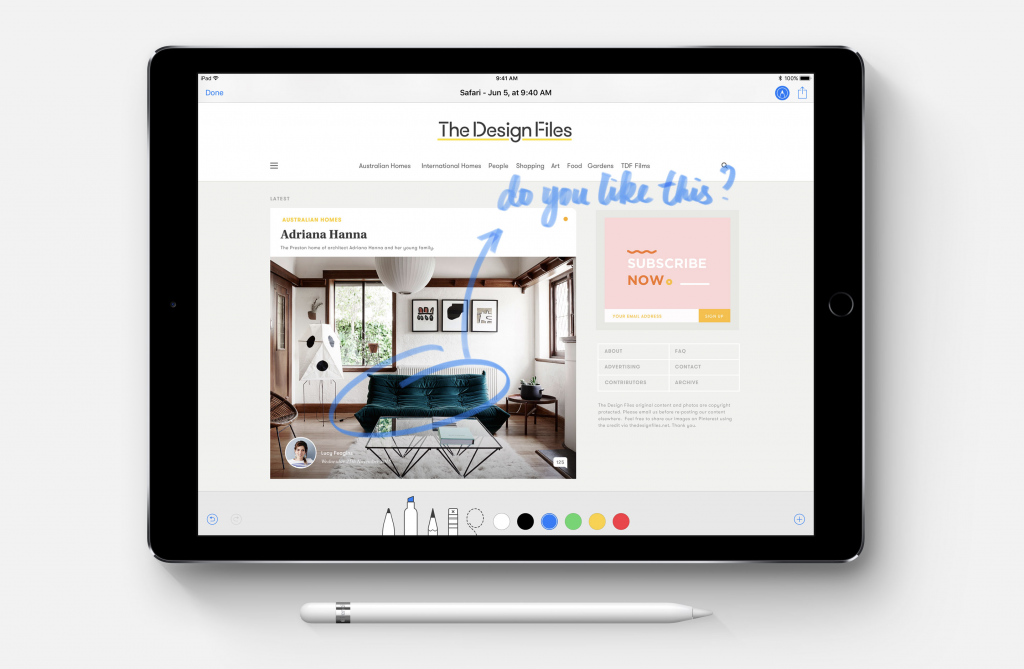 iPad
9:41 AM
100%
Done
Safari - Jun 5, at 9:40 AM
The Design Files
Australian Homes International Homes People Shopping Art Food Gardens TDF Films
do you like this?
LATEST
AUSTRALIAN HOMES
Adriana Hanna
The Preston home of architect Adriana Hanna and her young family.
SUBSCRIBE
NOW
YOUR EMAIL ADDRESS
SIGN UP
ABOUT FAQ
ADVERTISING CONTACT
CONTRIBUTORS ARCHIVE
The Design Files original content and photos are copyright
protected. Please email us before re-posting our content
elsewhere. Feel free to share our images on Pinterest using
the credit via thedesignfiles.net. Thank you.
Lucy Feagins
125